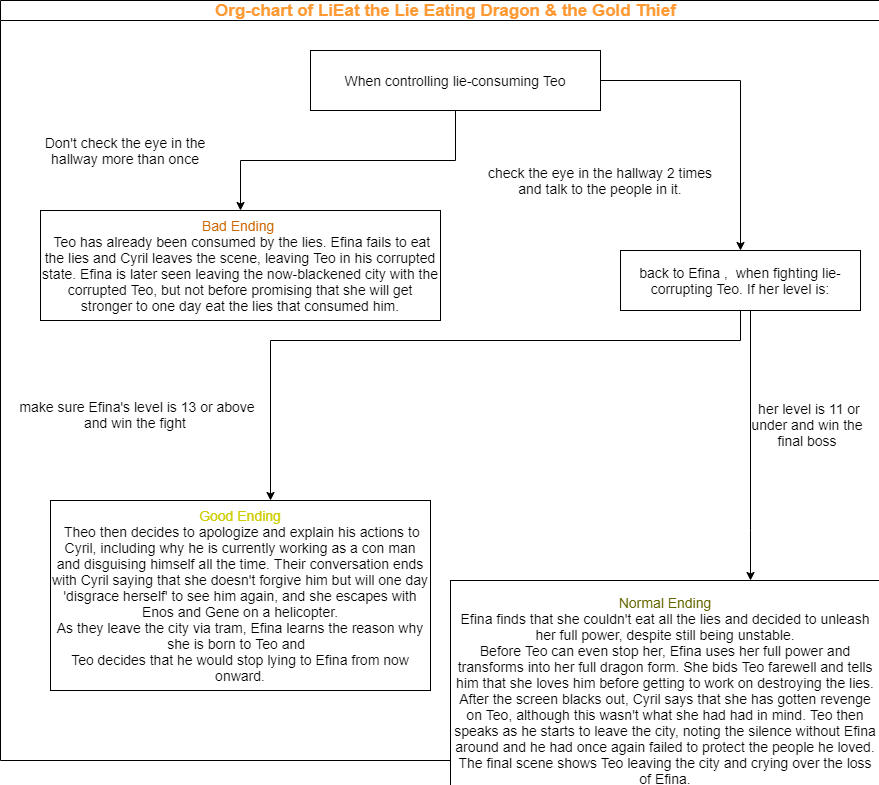 Org-chart of LiEat the Lie Eating Dragon & the Gold Thief
When controlling lie-consuming Teo
Don't check the eye in the
hallway more than once
check the eye in the hallway 2 times
and talk to the people in it.
Bad Ending
Teo has already been consumed by the lies. Efina fails to eat
the lies and Cyril leaves the scene, leaving Teo in his corrupted
state. Efina is later seen leaving the now-blackened city with the
corrupted Teo, but not before promising that she will get
stronger to one day eat the lies that consumed him.
back to Efina , when fighting lie-
corrupting Teo. If her level is:
make sure Efina's level is 13 or above
and win the fight
her level is 11 or
under and win the
final boss
Good Ending
Theo then decides to apologize and explain his actions to
Cyril, including why he is currently working as a con man
and disguising himself all the time. Their conversation ends
with Cyril saying that she doesn't forgive him but will one day
'disgrace herself' to see him again, and she escapes with
Enos and Gene on a helicopter.
As they leave the city via tram, Efina learns the reason why
she is born to Teo and
Teo decides that he would stop lying to Efina from now
onward.
Normal Ending
Efina finds that she couldn't eat all the lies and decided to unleash
her full power, despite still being unstable.
Before Teo can even stop her, Efina uses her full power and
transforms into her full dragon form. She bids Teo farewell and tells
him that she loves him before getting to work on destroying the lies.
After the screen blacks out, Cyril says that she has gotten revenge
on Teo, although this wasn't what she had had in mind. Teo then
speaks as he starts to leave the city, noting the silence without Efina
around and he had once again failed to protect the people he loved.
The final scene shows Teo leaving the city and crying over the loss
of Efina.